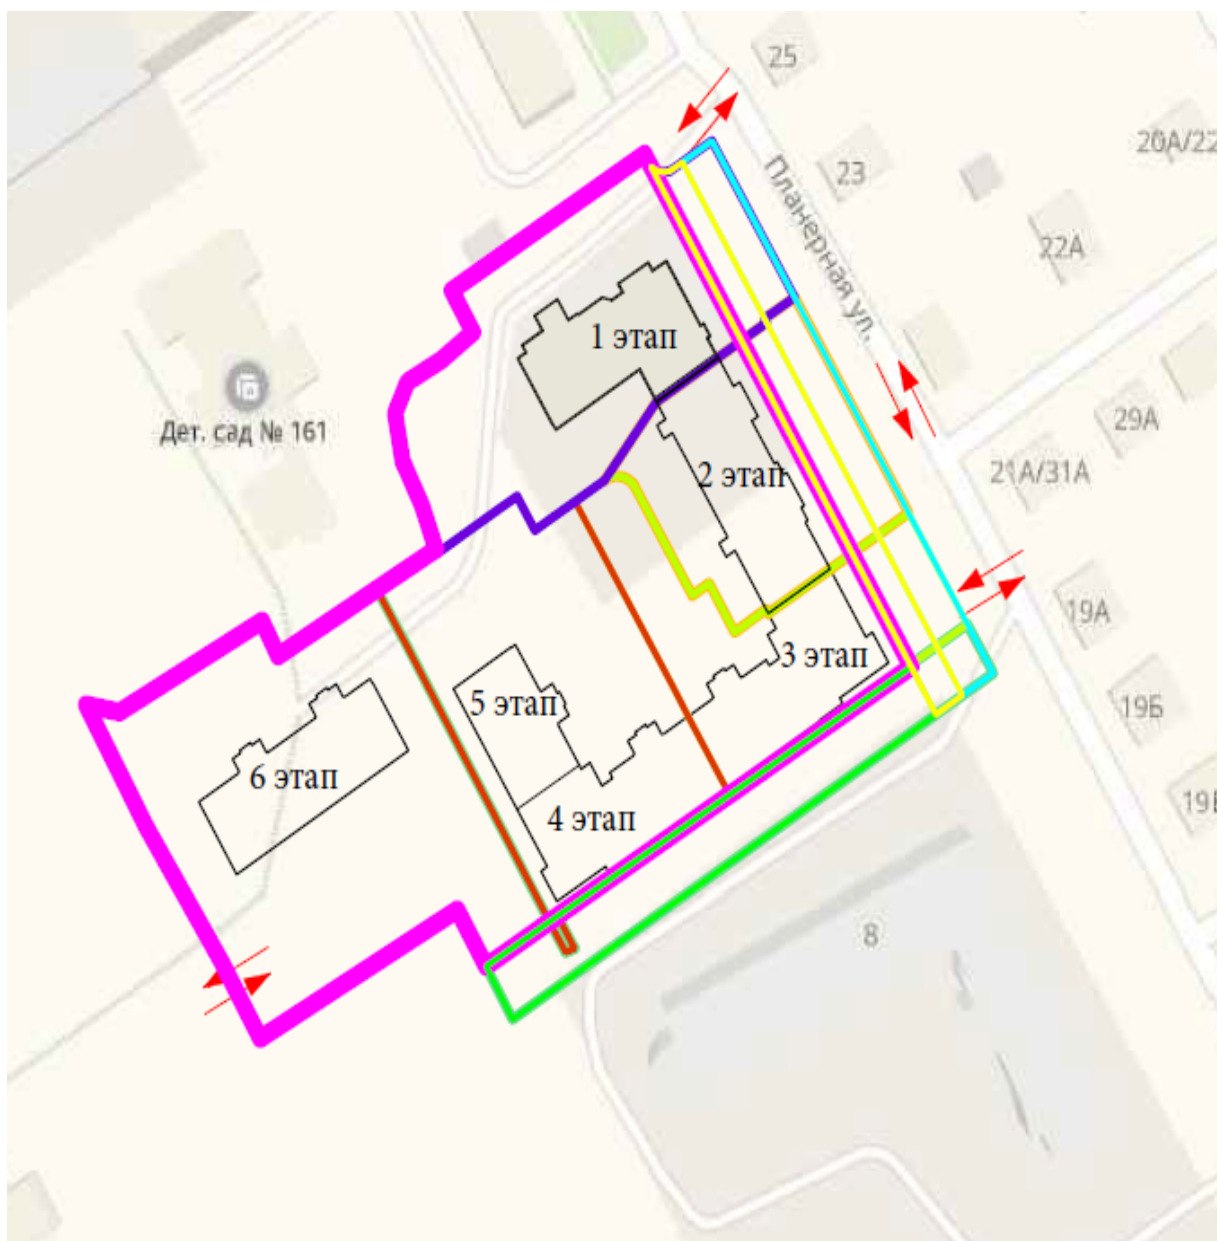 25
20А/22
23
Планерная ул.
22А
1 этап
29А
Дет. сад № 161
21А/31А
2 этап
19А
3 этап
5 этап
19Б
6 этап
4 этап
8